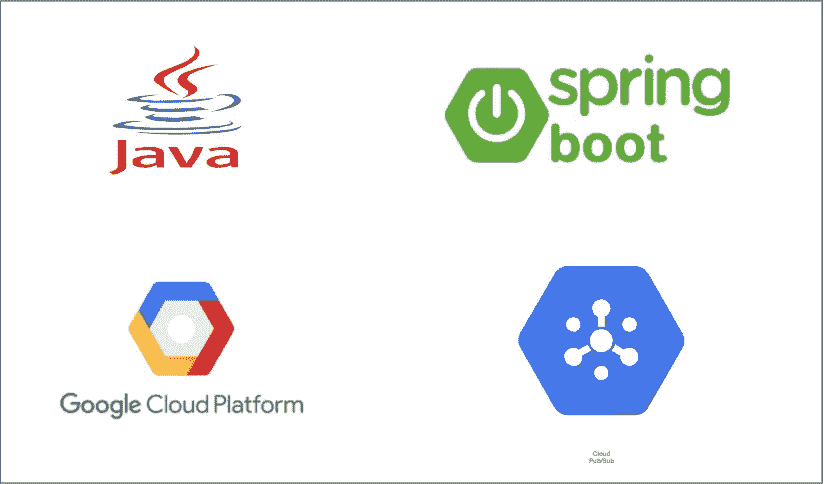 Java
spring
boot
Google Cloud Platform
Cloud
Pub/Sub